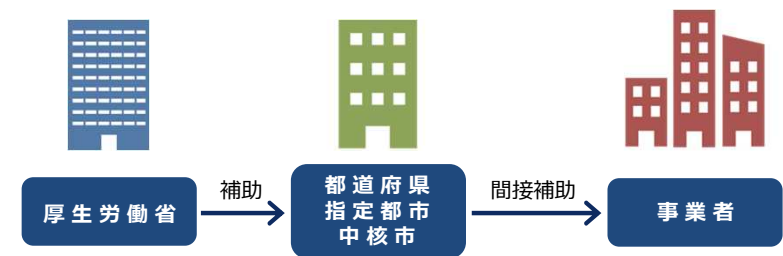 厚生労働省
補助
都道府県
指定都市
中核市
間接補助
事業者